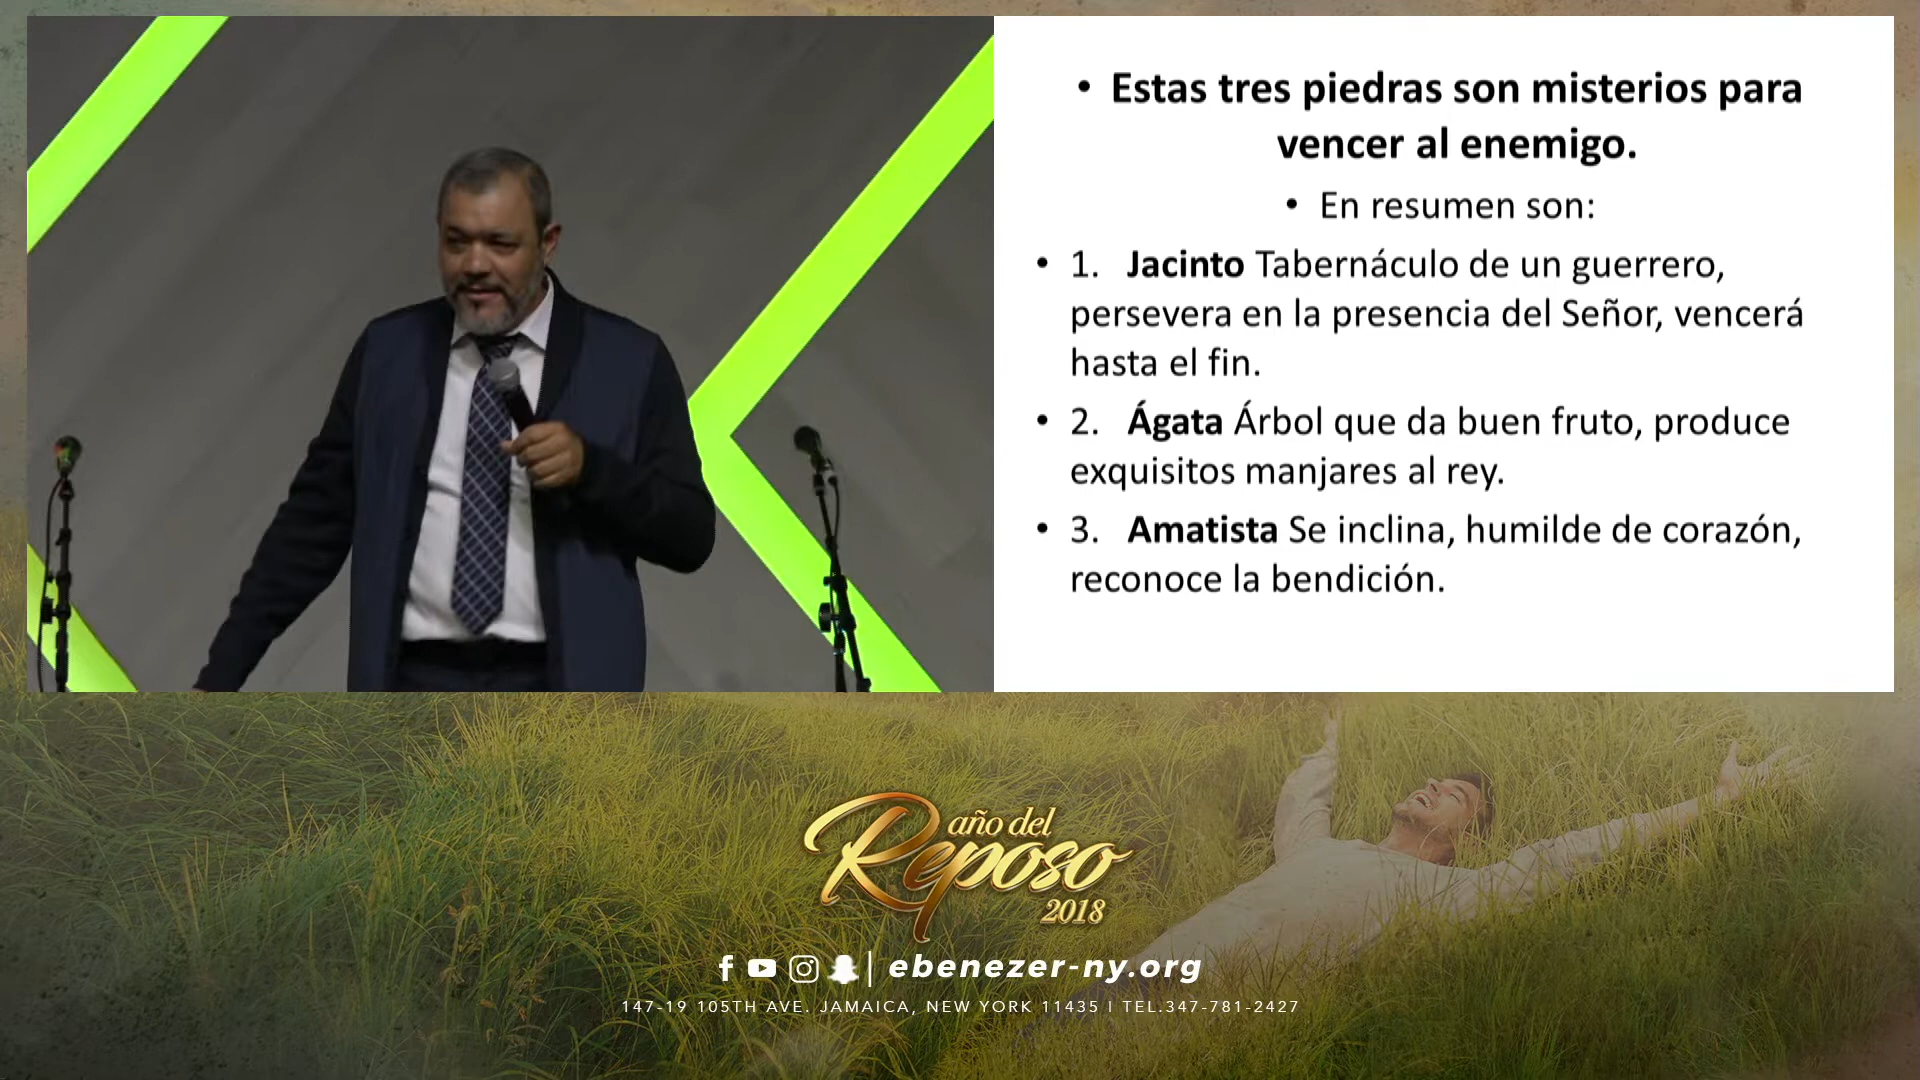 • Estas tres piedras son misterios para
vencer al enemigo.
• En resumen son:
• 1. Jacinto Tabernáculo de un guerrero,
persevera en la presencia del Señor, vencerá
hasta el fin.
• 2. Ágata Árbol que da buen fruto, produce
exquisitos manjares al rey.
• 3. Amatista Se inclina, humilde de corazón,
reconoce la bendición.
año del
Reposo
2018
ebenezer-ny.org
147-19 105TH AVE. JAMAICA, NEW YORK 11435 | TEL.347-781-2427